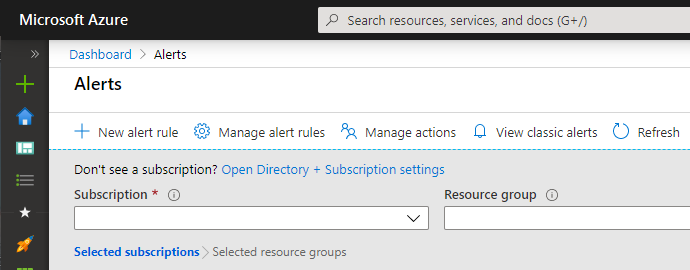 Microsoft Azure
Search resources, services, and docs (G+/)
Dashboard > Alerts
Alerts
New alert rule Manage alert rules Manage actions View classic alerts Refresh
Don't see a subscription? Open Directory + Subscription settings
Subscription * Resource group
Selected subscriptions > Selected resource groups